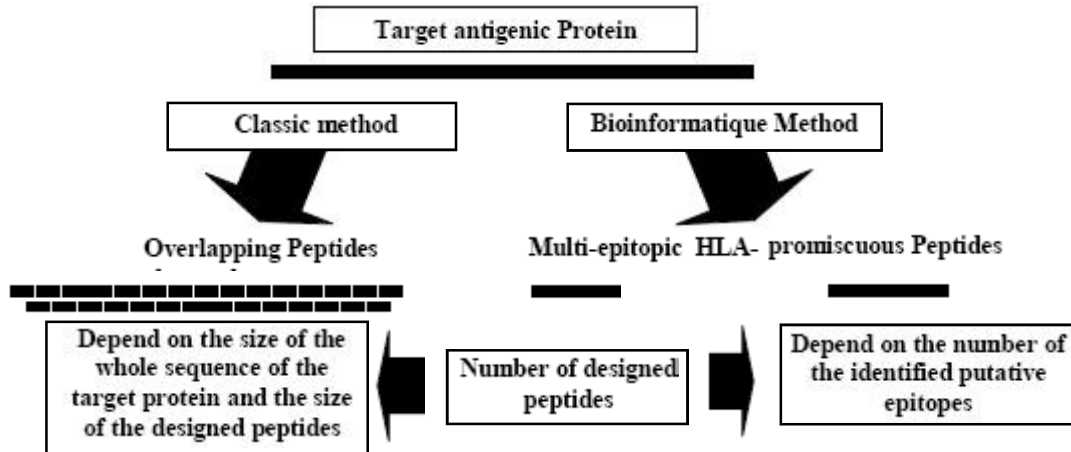 Target antigenic Protein
Classic method
Bioinformatique Method
Overlapping Peptides
Multi-epitopic HLA- promiscuous Peptides
Depend on the size of the
whole sequence of the
target protein and the size
of the designed peptides
Number of designed
peptides
Depend on the number of
the identified putative
epitopes